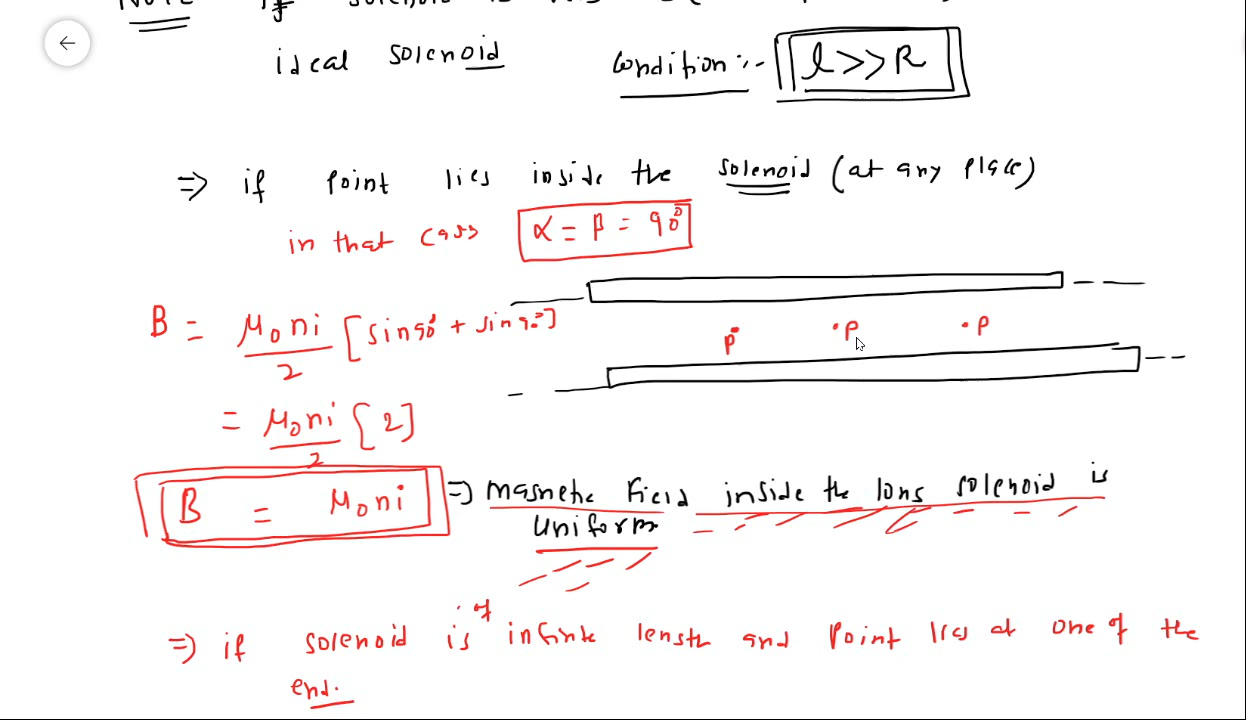 ideal solenoid condition :- l >> R
⇒ if point lies inside the solenoid (at any place)
in that cass α = β = 90°
B = μ₀ni/2 [sin90° + sin90°]
p ·p ·p
= μ₀ni/2 [2]
B = μ₀ni ⇒ magnetic field inside the long solenoid is
uniform
⇒ if solenoid is of infinite length and point lies at one of the
end.